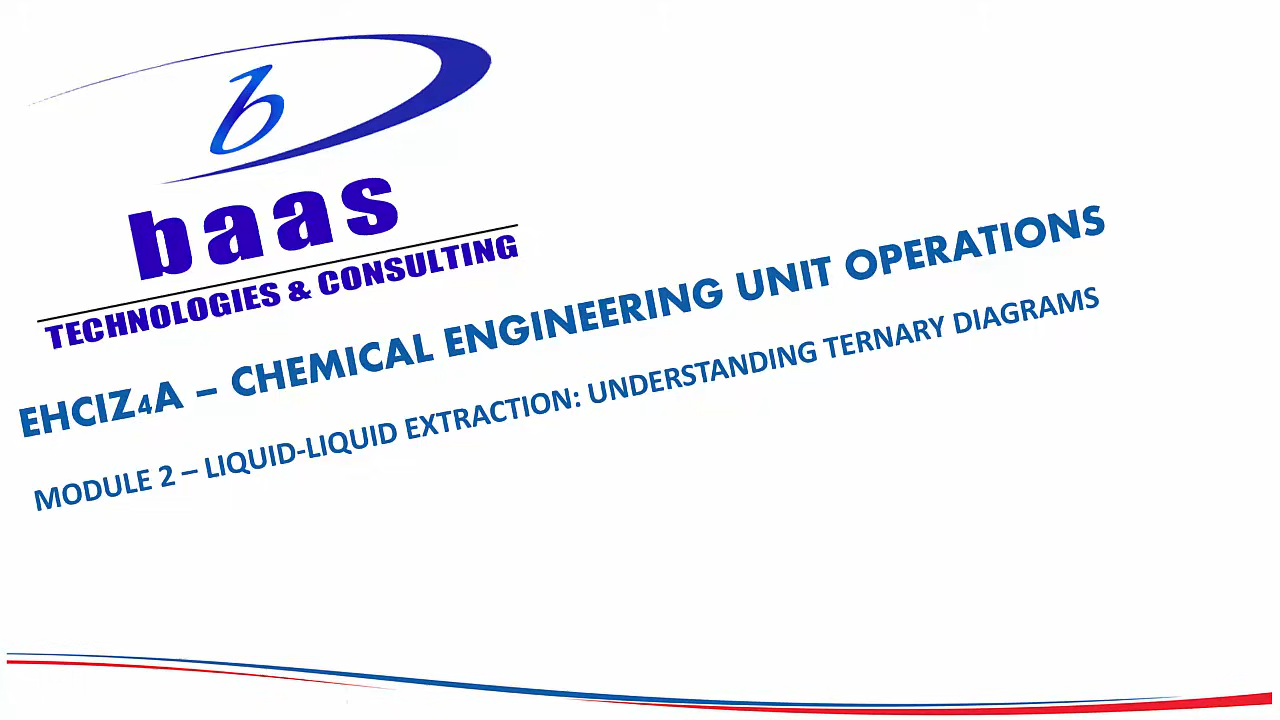 b
baas
TECHNOLOGIES & CONSULTING
EHCIZ4A – CHEMICAL ENGINEERING UNIT OPERATIONS
MODULE 2 – LIQUID-LIQUID EXTRACTION: UNDERSTANDING TERNARY DIAGRAMS